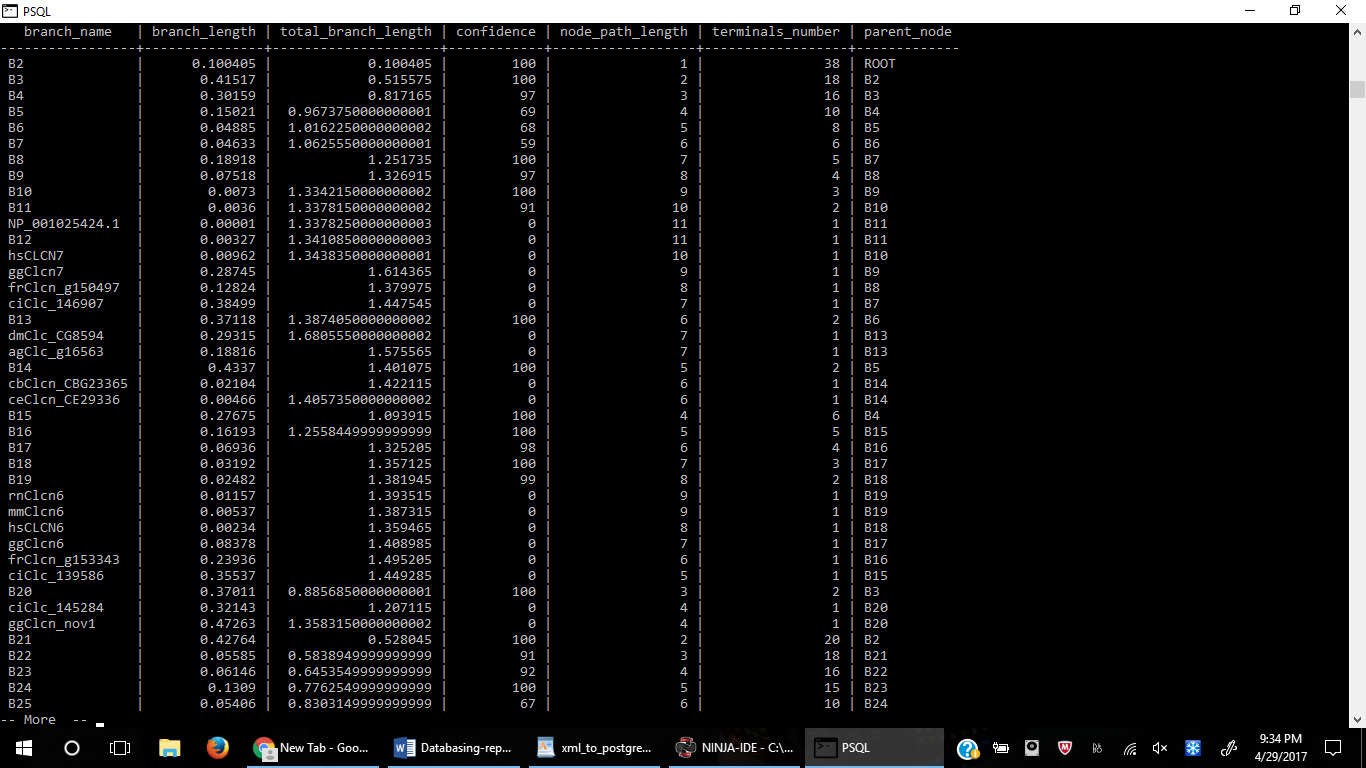 PSQL
branch_name | branch_length | total_branch_length | confidence | node_path_length | terminals_number | parent_node
----------------+---------------+---------------------+------------+------------------+------------------+-------------
B2 | 0.100405 | 0.100405 | 100 | 1 | 38 | ROOT
B3 | 0.41517 | 0.515575 | 100 | 2 | 18 | B2
B4 | 0.30159 | 0.817165 | 97 | 3 | 16 | B3
B5 | 0.15021 | 0.9673750000000001 | 69 | 4 | 10 | B4
B6 | 0.04885 | 1.0162250000000002 | 68 | 5 | 8 | B5
B7 | 0.04633 | 1.0625550000000001 | 59 | 6 | 6 | B6
B8 | 0.18918 | 1.251735 | 100 | 7 | 5 | B7
B9 | 0.07518 | 1.326915 | 97 | 8 | 4 | B8
B10 | 0.0073 | 1.3342150000000002 | 100 | 9 | 3 | B9
B11 | 0.0036 | 1.3378150000000002 | 91 | 10 | 2 | B10
NP_001025424.1 | 0.00001 | 1.3378250000000003 | 0 | 11 | 1 | B11
B12 | 0.00327 | 1.3410850000000003 | 0 | 11 | 1 | B11
hsCLCN7 | 0.00962 | 1.3438350000000001 | 0 | 10 | 1 | B10
ggClcn7 | 0.28745 | 1.614365 | 0 | 9 | 1 | B9
frClcn_g150497 | 0.12824 | 1.379975 | 0 | 8 | 1 | B8
ciClc_146907 | 0.38499 | 1.447545 | 0 | 7 | 1 | B7
B13 | 0.37118 | 1.3874050000000002 | 100 | 6 | 2 | B6
dmClc_CG8594 | 0.29315 | 1.6805550000000002 | 0 | 7 | 1 | B13
agClc_g16563 | 0.18816 | 1.575565 | 0 | 7 | 1 | B13
B14 | 0.4337 | 1.401075 | 100 | 5 | 2 | B5
cbClcn_CBG23365 | 0.02104 | 1.422115 | 0 | 6 | 1 | B14
ceClcn_CE29336 | 0.00466 | 1.4057350000000002 | 0 | 6 | 1 | B14
B15 | 0.27675 | 1.093915 | 100 | 4 | 6 | B4
B16 | 0.16193 | 1.2558449999999999 | 100 | 5 | 5 | B15
B17 | 0.06936 | 1.325205 | 98 | 6 | 4 | B16
B18 | 0.03192 | 1.357125 | 100 | 7 | 3 | B17
B19 | 0.02482 | 1.381945 | 99 | 8 | 2 | B18
rnClcn6 | 0.01157 | 1.393515 | 0 | 9 | 1 | B19
mmClcn6 | 0.00537 | 1.387315 | 0 | 9 | 1 | B19
hsCLCN6 | 0.00234 | 1.359465 | 0 | 8 | 1 | B18
ggClcn6 | 0.08378 | 1.408985 | 0 | 7 | 1 | B17
frClcn_g153343 | 0.23936 | 1.495205 | 0 | 6 | 1 | B16
ciClc_139586 | 0.35537 | 1.449285 | 0 | 5 | 1 | B15
B20 | 0.37011 | 0.8856850000000001 | 100 | 3 | 2 | B3
ciClc_145284 | 0.32143 | 1.207115 | 0 | 4 | 1 | B20
ggClcn_nov1 | 0.47263 | 1.3583150000000002 | 0 | 4 | 1 | B20
B21 | 0.42764 | 0.528045 | 100 | 2 | 20 | B2
B22 | 0.05585 | 0.5838949999999999 | 91 | 3 | 18 | B21
B23 | 0.06146 | 0.6453549999999999 | 92 | 4 | 16 | B22
B24 | 0.1309 | 0.7762549999999999 | 100 | 5 | 15 | B23
B25 | 0.05406 | 0.8303149999999999 | 67 | 6 | 10 | B24
-- More --
New Tab - Goo... Databasing-rep... xml_to_postgre... NINJA-IDE - C:\... PSQL 9:34 PM
4/29/2017